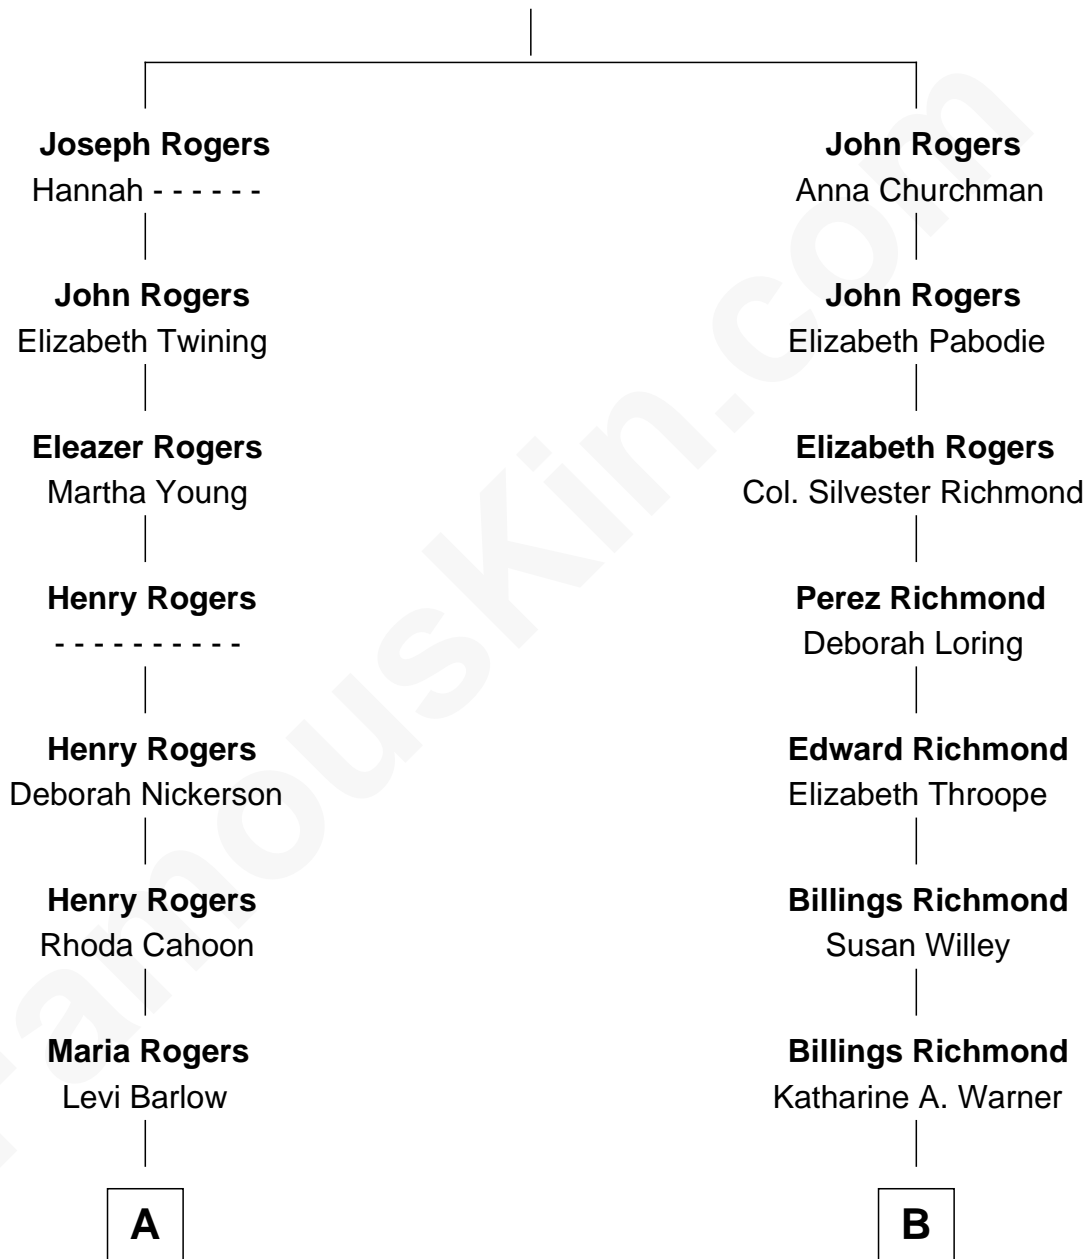 Joseph Rogers
Hannah - - - - - -
John Rogers
Elizabeth Twining
Eleazer Rogers
Martha Young
Henry Rogers
- - - - - - - - - -
Henry Rogers
Deborah Nickerson
Henry Rogers
Rhoda Cahoon
Maria Rogers
Levi Barlow
A
John Rogers
Anna Churchman
John Rogers
Elizabeth Pabodie
Elizabeth Rogers
Col. Silvester Richmond
Perez Richmond
Deborah Loring
Edward Richmond
Elizabeth Throope
Billings Richmond
Susan Willey
Billings Richmond
Katharine A. Warner
B
FamousKin.com